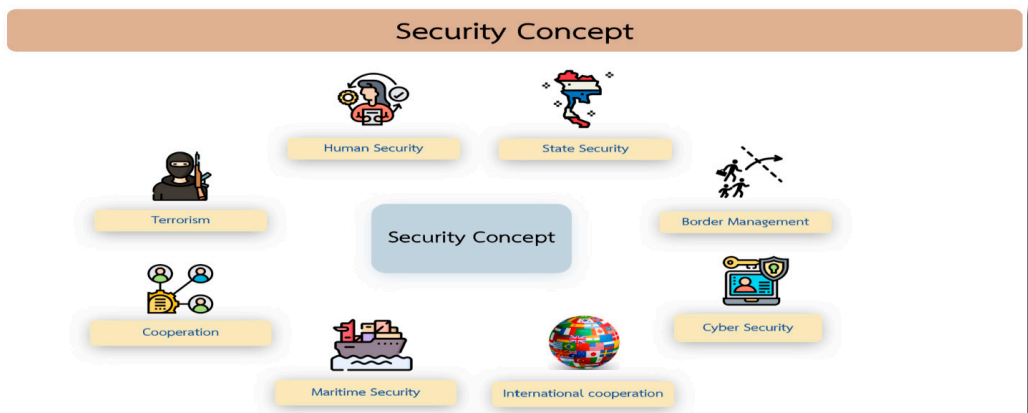 Security Concept
Human Security
State Security
Terrorism
Border Management
Security Concept
Cooperation
Cyber Security
Maritime Security
International cooperation